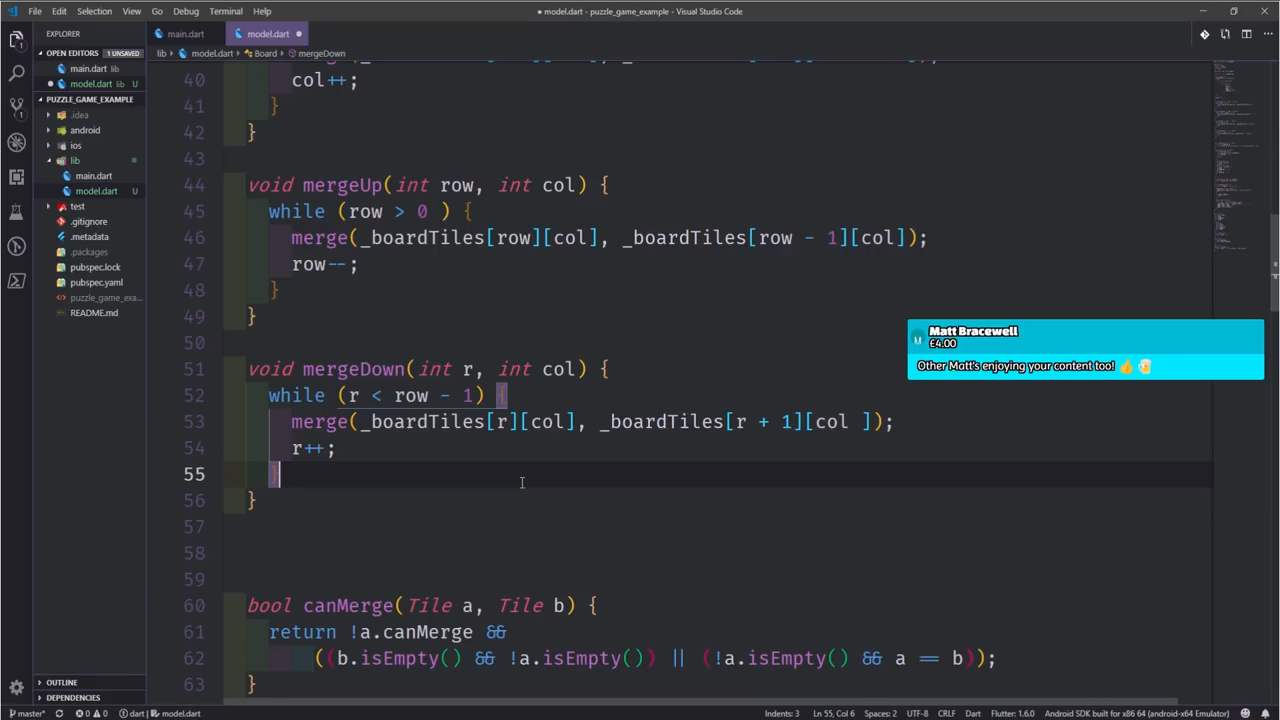 File Edit Selection View Go Debug Terminal Help
● model.dart - puzzle_game_example - Visual Studio Code
EXPLORER
main.dart
model.dart
OPEN EDITORS 1 UNSAVED
lib model.dart Board mergeDown
main.dart lib
model.dart lib U
PUZZLE_GAME_EXAMPLE
.idea
android
ios
lib
main.dart
model.dart U
test
.gitignore
.metadata
.packages
pubspec.lock
pubspec.yaml
puzzle_game_exa...
README.md
40 col++;
41 }
42 }
43
44 void mergeUp(int row, int col) {
45 while (row > 0 ) {
46 merge(_boardTiles[row][col], _boardTiles[row - 1][col]);
47 row--;
48 }
49 }
50
51 void mergeDown(int r, int col) {
52 while (r < row - 1) {
53 merge(_boardTiles[r][col], _boardTiles[r + 1][col ]);
54 r++;
55 }
56 }
57
58
59
60 bool canMerge(Tile a, Tile b) {
61 return !a.canMerge &&
62 ((b.isEmpty() && !a.isEmpty()) || (!a.isEmpty() && a == b));
63 }
M
Matt Bracewell
£4.00
Other Matt's enjoying your content too! 👍 🍺
OUTLINE
DEPENDENCIES
master* 0 0 dart | model.dart
Indents: 3 Ln 55, Col 6 Spaces: 2 UTF-8 CRLF Dart Flutter: 1.6.0 Android SDK built for x86 64 (android-x64 Emulator)